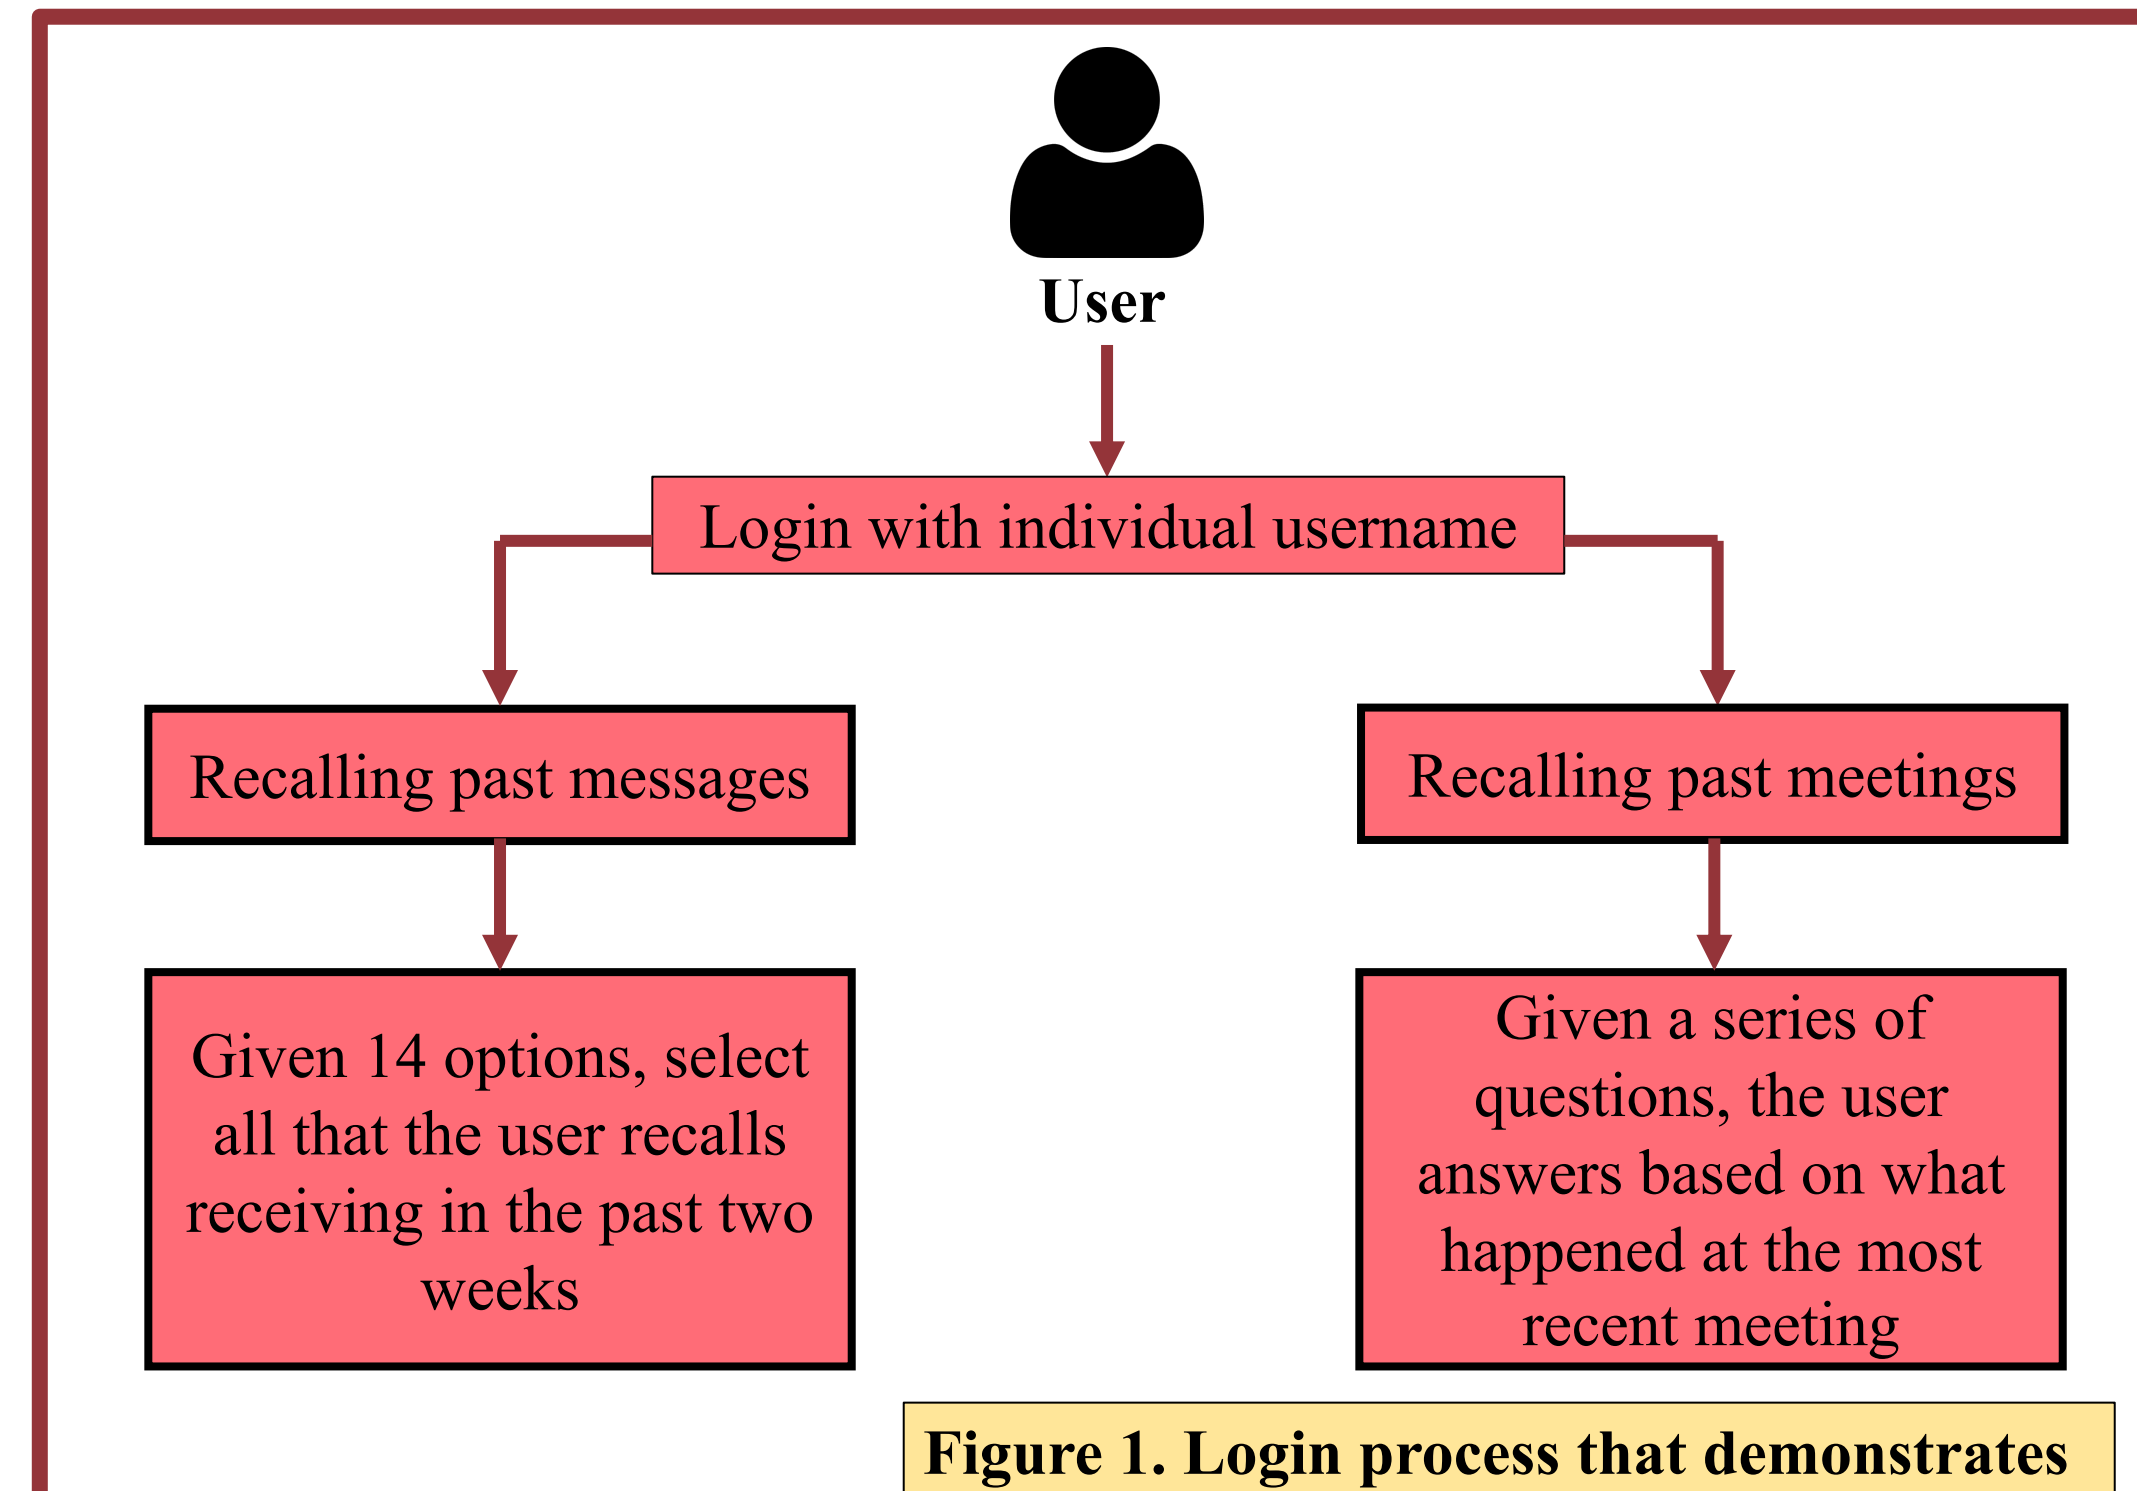 User
Login with individual username
Recalling past messages
Recalling past meetings
Given 14 options, select
all that the user recalls
receiving in the past two
weeks
Given a series of
questions, the user
answers based on what
happened at the most
recent meeting
Figure 1. Login process that demonstrates